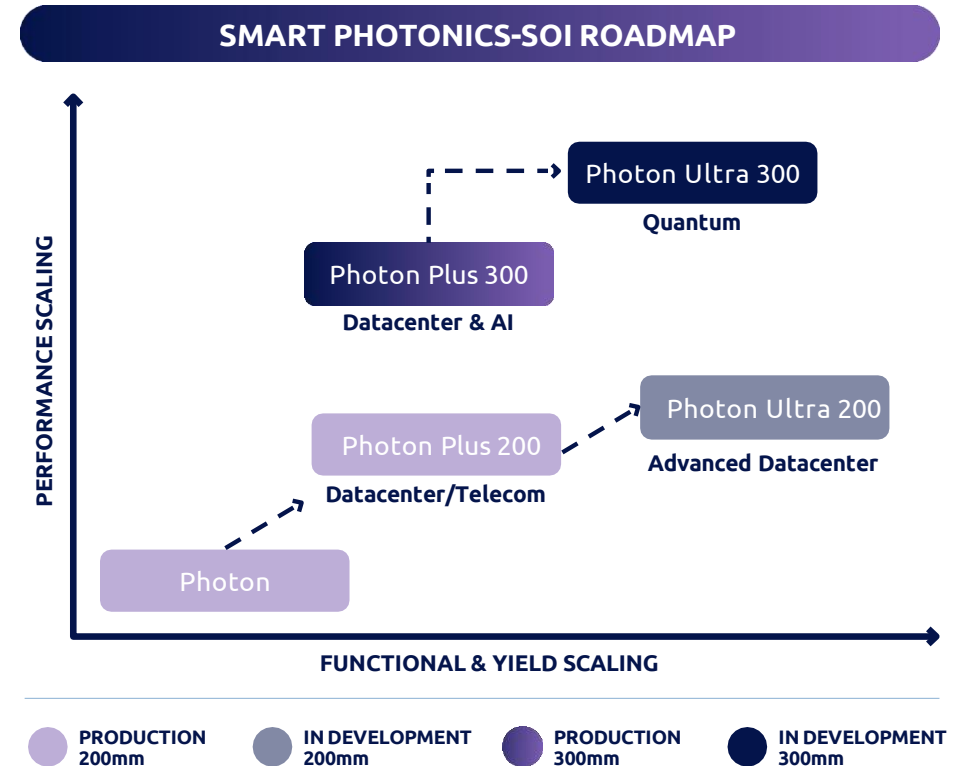 SMART PHOTONICS-SOI ROADMAP
Photon Ultra 300
Quantum
Photon Plus 300
Datacenter & AI
PERFORMANCE SCALING
Photon Ultra 200
Advanced Datacenter
Photon Plus 200
Datacenter/Telecom
Photon
FUNCTIONAL & YIELD SCALING
PRODUCTION
200mm
IN DEVELOPMENT
200mm
PRODUCTION
300mm
IN DEVELOPMENT
300mm